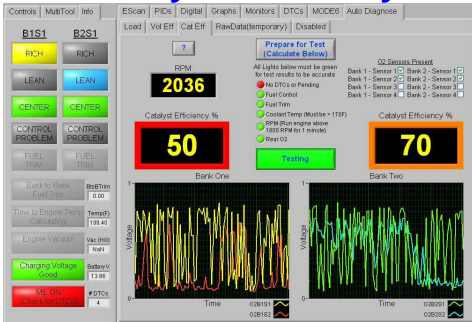 Controls MultiTool Info
EScan PIDs Digital Graphs Monitors DTCs MODE6 Auto Diagnose
Load Vol Eff Cat Eff RawData(temporary) Disabled
B1S1 B2S1
RICH RICH
LEAN LEAN
CENTER CENTER
CONTROL PROBLEM CONTROL PROBLEM
FUEL TRIM FUEL TRIM
Bank to Bank Fuel Trim
BtoBTrim
0.00
Time to Engine Temp Calculating
Temp(F)
199.40
Engine Vacuum
Vac (HG)
NaN
Charging Voltage Good
Battery V
13.86
MIL ON (Check for DTCs)
# DTCs
4
?
RPM
2036
Prepare for Test
(Calculate Below)
All Lights below must be green
for test results to be accurate
No DTCs or Pending
Fuel Control
Fuel Trim
Coolant Temp (Must be > 170F)
RPM (Run engine above
1800 RPM for 1 minute)
Rear O2
Testing
O2 Sensors Present
Bank 1 - Sensor 1 Bank 2 - Sensor 1
Bank 1 - Sensor 2 Bank 2 - Sensor 2
Bank 1 - Sensor 3 Bank 2 - Sensor 3
Bank 1 - Sensor 4 Bank 2 - Sensor 4
Catalyst Efficiency %
50
Catalyst Efficiency %
70
Bank One
1
Voltage
0
Time
O2B1S1
O2B1S2
Bank Two
1
Voltage
0
Time
O2B2S1
O2B2S2